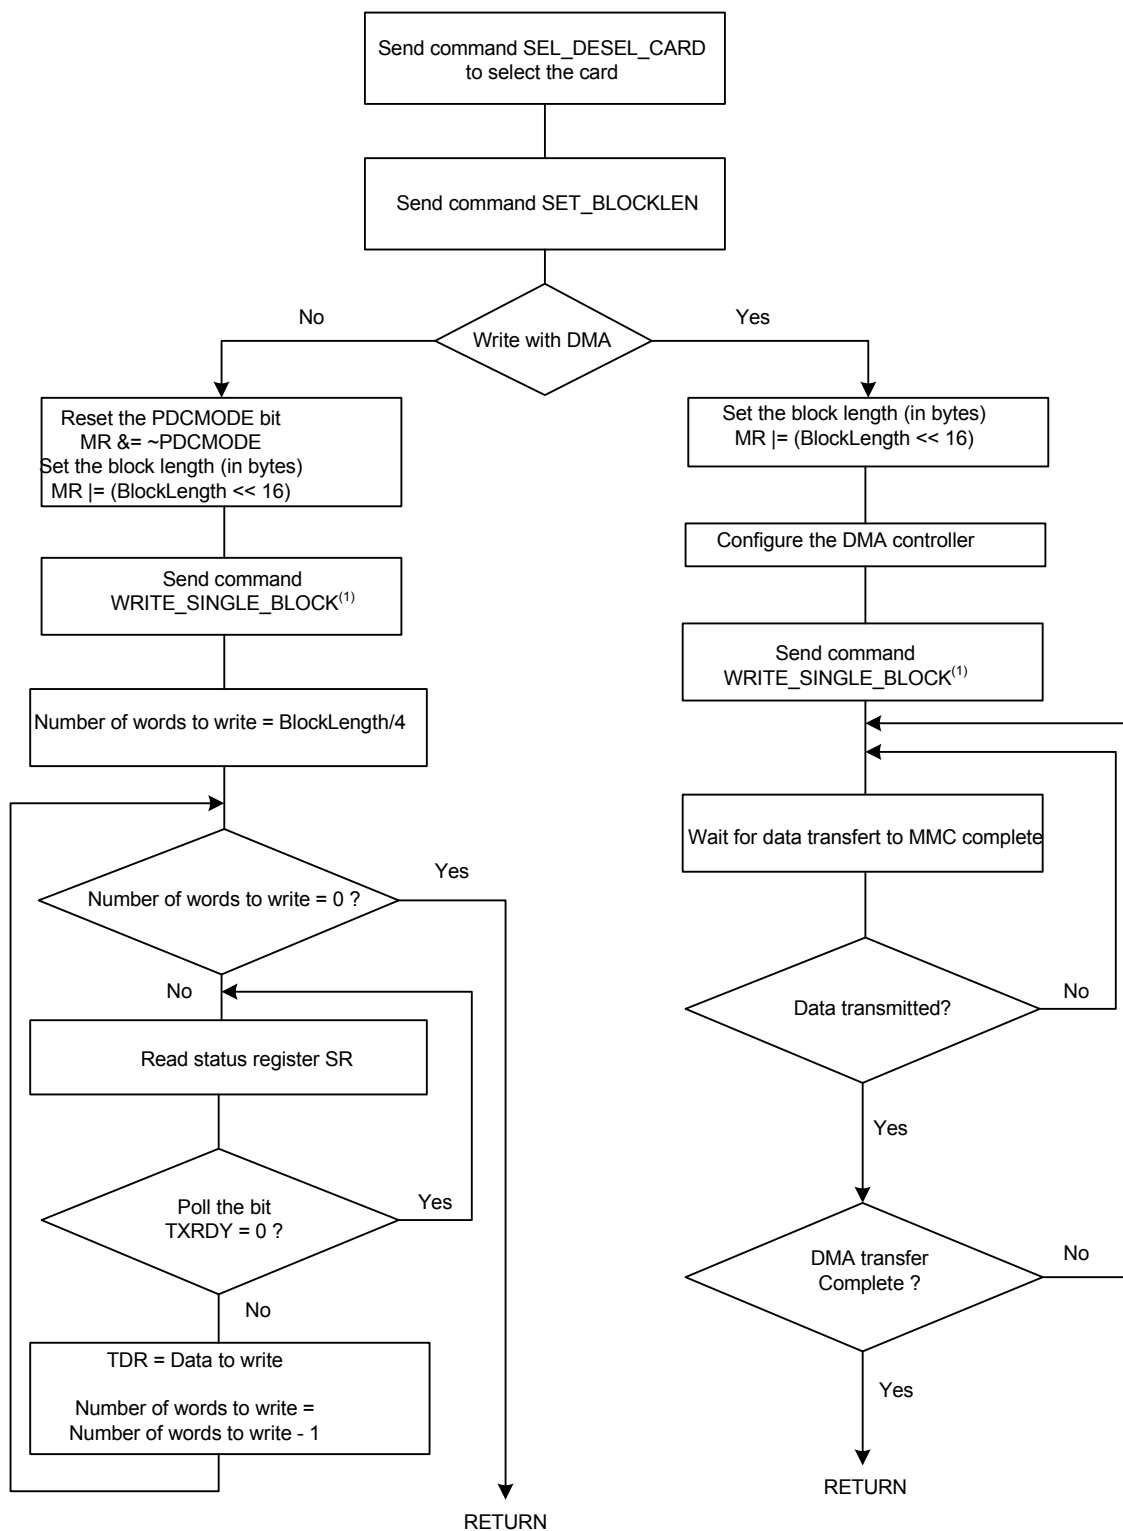 Send command SEL_DESEL_CARD
to select the card
Send command SET_BLOCKLEN
Write with DMA
No
Yes
Reset the PDCMODE bit
MR &= ~PDCMODE
Set the block length (in bytes)
MR |= (BlockLength << 16)
Send command
WRITE_SINGLE_BLOCK(1)
Number of words to write = BlockLength/4
Number of words to write = 0 ?
Yes
No
Read status register SR
Poll the bit
TXRDY = 0 ?
Yes
No
TDR = Data to write
Number of words to write =
Number of words to write - 1
RETURN
Set the block length (in bytes)
MR |= (BlockLength << 16)
Configure the DMA controller
Send command
WRITE_SINGLE_BLOCK(1)
Wait for data transfert to MMC complete
Data transmitted?
No
Yes
DMA transfer
Complete ?
No
Yes
RETURN